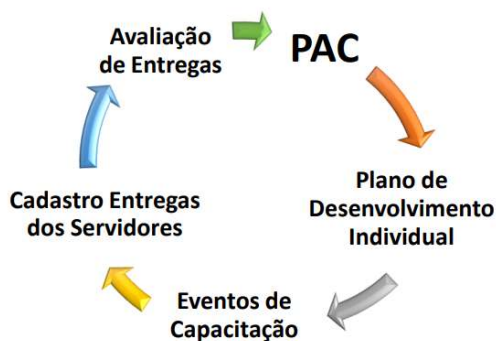 Avaliação
de Entregas
PAC
Plano de
Desenvolvimento
Individual
Eventos de
Capacitação
Cadastro Entregas
dos Servidores